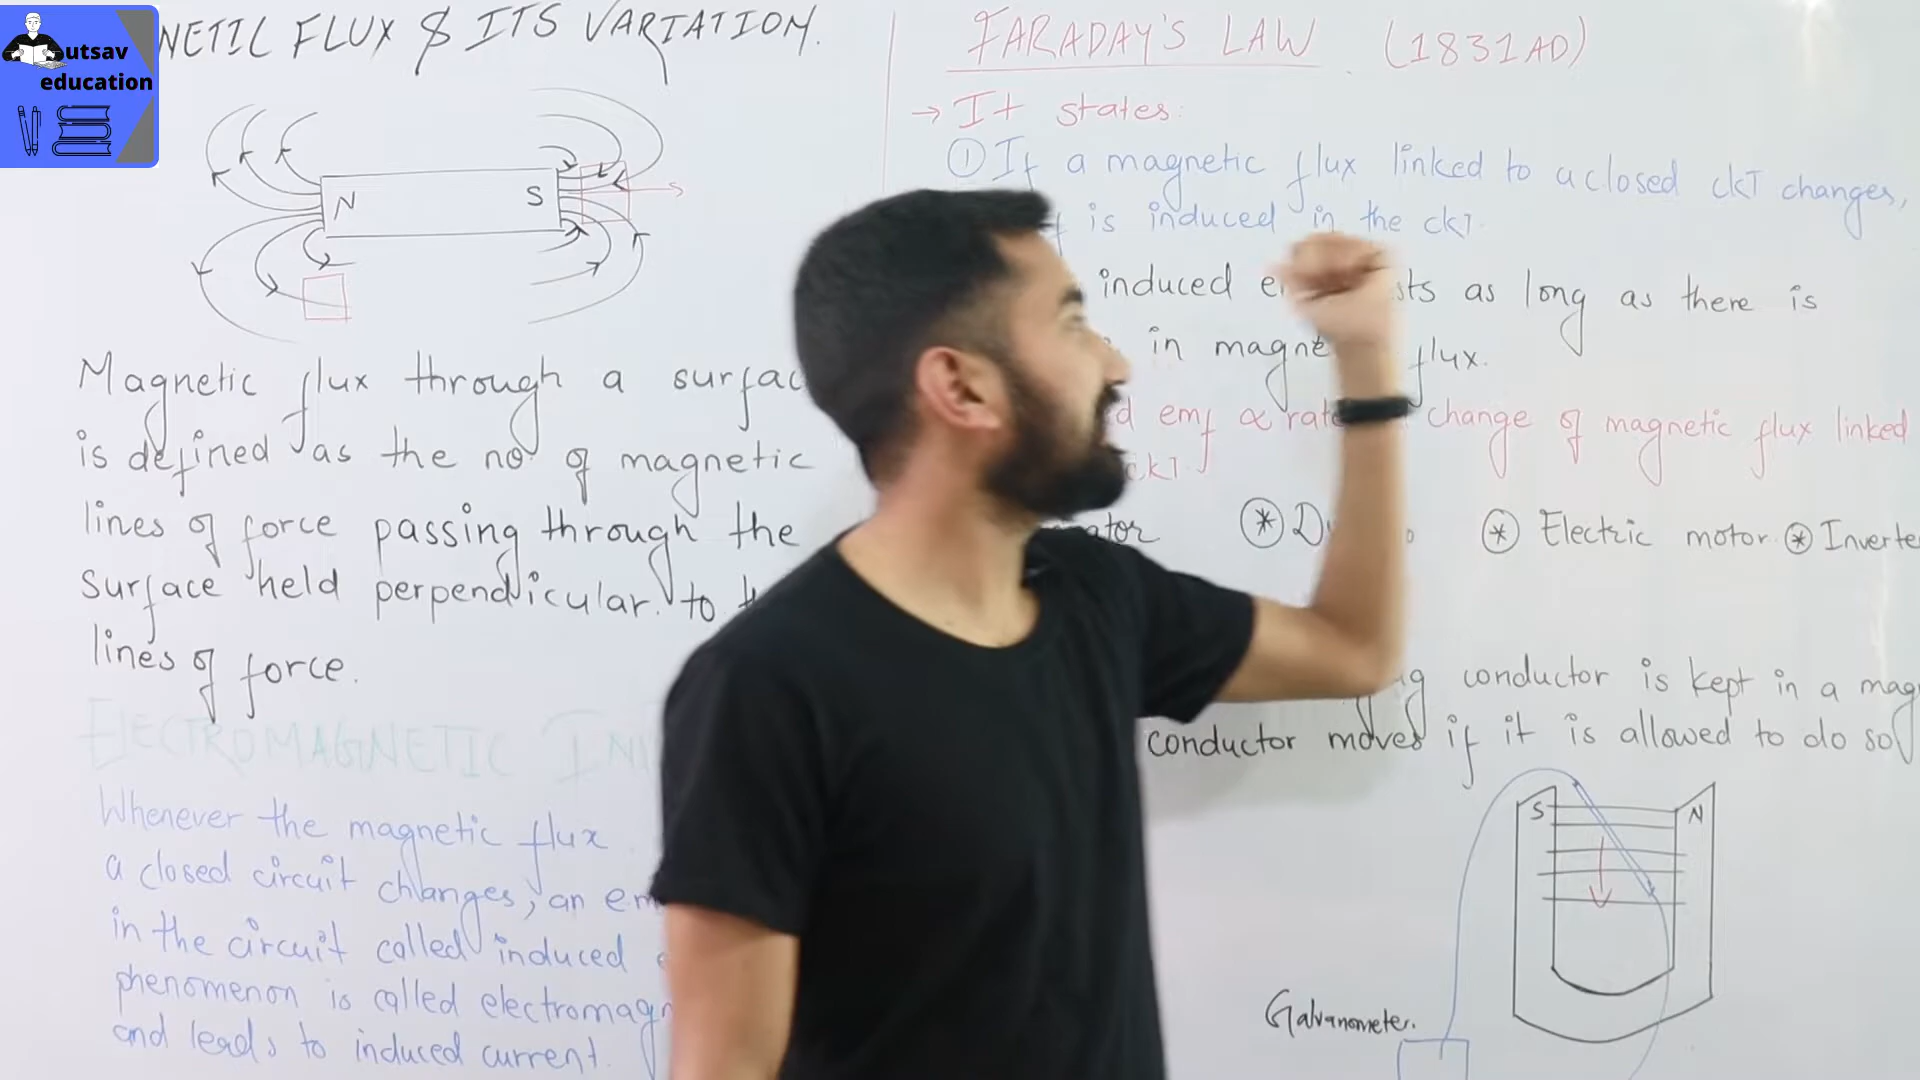 utsav
education
NETIC FLUX & ITS VARIATION.
N
S
Magnetic flux through a surfac
is defined as the no. of magnetic
lines of force passing through the
surface held perpendicular to t
lines of force.
ELECTROMAGNETIC IN
Whenever the magnetic flux
a closed circuit changes, an em
in the circuit called induced e
phenomenon is called electromagn
and leads to induced current.
FARADAY'S LAW (1831AD)
→ It states:
① If a magnetic flux linked to a closed ckT changes,
f is induced in the ckT.
induced e sts as long as there is
in magne flux.
d emf ∝ rate change of magnetic flux linked
ckT.
ator * D o * Electric motor * Inverte
ng conductor is kept in a mag
conductor moves if it is allowed to do so
S
N
Galvanometer.